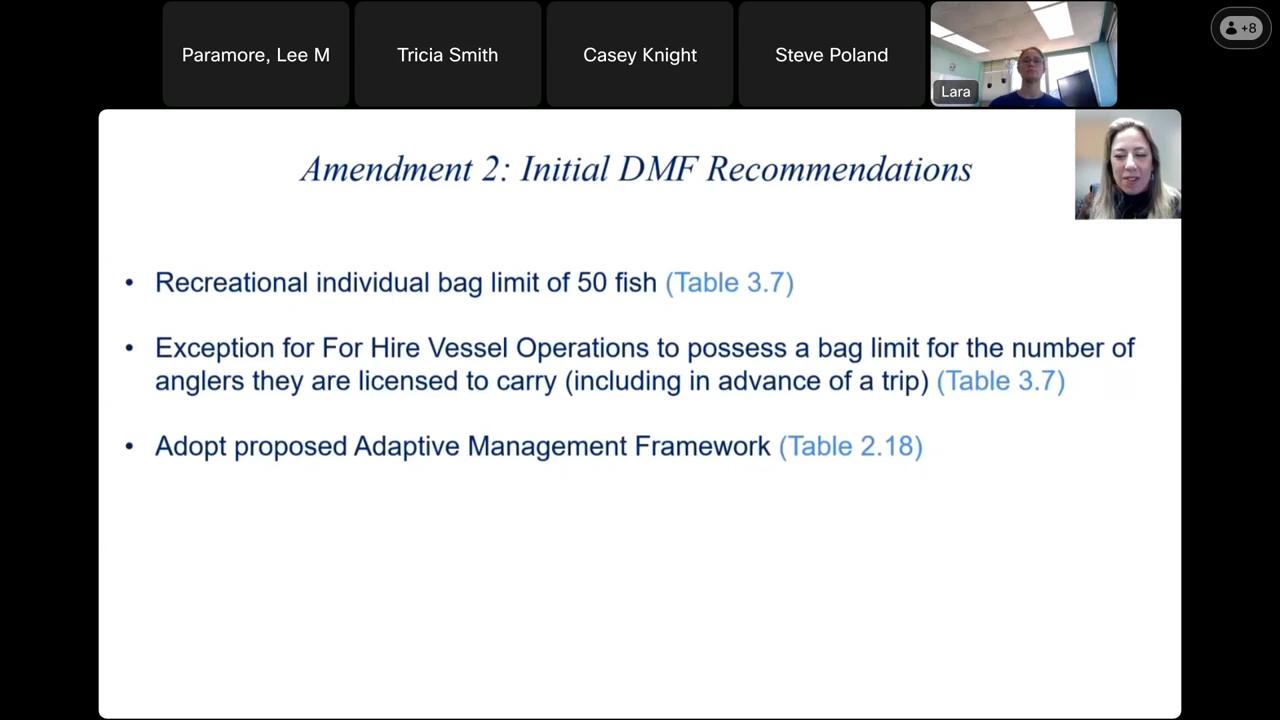 Paramore, Lee M
Tricia Smith
Casey Knight
Steve Poland
Lara
+8
Amendment 2: Initial DMF Recommendations
• Recreational individual bag limit of 50 fish (Table 3.7)
• Exception for For Hire Vessel Operations to possess a bag limit for the number of
anglers they are licensed to carry (including in advance of a trip) (Table 3.7)
• Adopt proposed Adaptive Management Framework (Table 2.18)